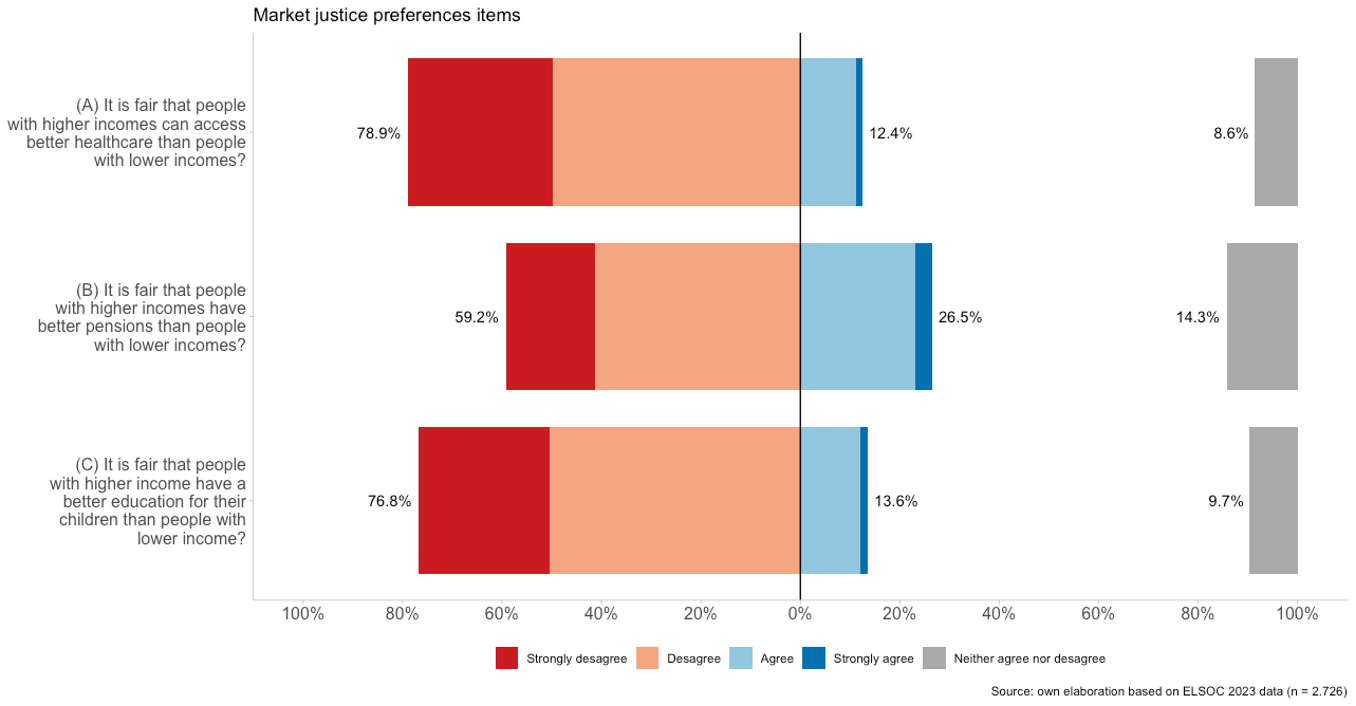 Market justice preferences items
(A) It is fair that people
with higher incomes can access
better healthcare than people
with lower incomes?
78.9%
12.4%
8.6%
(B) It is fair that people
with higher incomes have
better pensions than people
with lower incomes?
59.2%
26.5%
14.3%
(C) It is fair that people
with higher income have a
better education for their
children than people with
lower income?
76.8%
13.6%
9.7%
100% 80% 60% 40% 20% 0% 20% 40% 60% 80% 100%
Strongly desagree Desagree Agree Strongly agree Neither agree nor desagree
Source: own elaboration based on ELSOC 2023 data (n = 2.726)